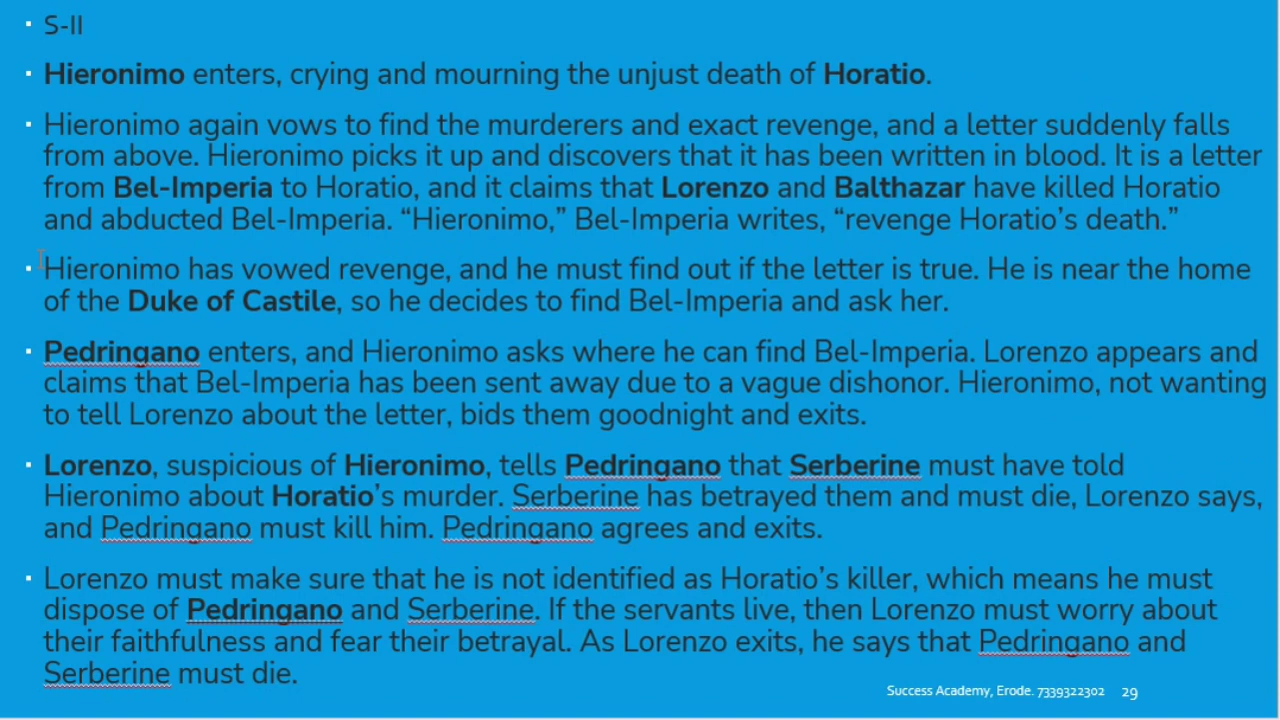 S-II
Hieronimo enters, crying and mourning the unjust death of Horatio.
Hieronimo again vows to find the murderers and exact revenge, and a letter suddenly falls
from above. Hieronimo picks it up and discovers that it has been written in blood. It is a letter
from Bel-Imperia to Horatio, and it claims that Lorenzo and Balthazar have killed Horatio
and abducted Bel-Imperia. “Hieronimo,” Bel-Imperia writes, “revenge Horatio’s death.”
Hieronimo has vowed revenge, and he must find out if the letter is true. He is near the home
of the Duke of Castile, so he decides to find Bel-Imperia and ask her.
Pedringano enters, and Hieronimo asks where he can find Bel-Imperia. Lorenzo appears and
claims that Bel-Imperia has been sent away due to a vague dishonor. Hieronimo, not wanting
to tell Lorenzo about the letter, bids them goodnight and exits.
Lorenzo, suspicious of Hieronimo, tells Pedringano that Serberine must have told
Hieronimo about Horatio’s murder. Serberine has betrayed them and must die, Lorenzo says,
and Pedringano must kill him. Pedringano agrees and exits.
Lorenzo must make sure that he is not identified as Horatio’s killer, which means he must
dispose of Pedringano and Serberine. If the servants live, then Lorenzo must worry about
their faithfulness and fear their betrayal. As Lorenzo exits, he says that Pedringano and
Serberine must die.
Success Academy, Erode. 7339322302 29